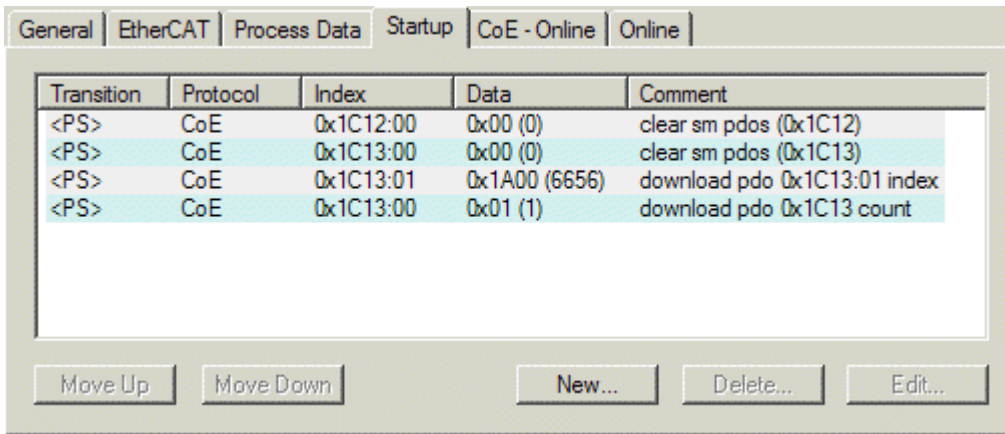 General EtherCAT Process Data Startup CoE - Online Online
Transition Protocol Index Data Comment
<PS> CoE 0x1C12:00 0x00 (0) clear sm pdos (0x1C12)
<PS> CoE 0x1C13:00 0x00 (0) clear sm pdos (0x1C13)
<PS> CoE 0x1C13:01 0x1A00 (6656) download pdo 0x1C13:01 index
<PS> CoE 0x1C13:00 0x01 (1) download pdo 0x1C13 count
Move Up Move Down New... Delete... Edit...